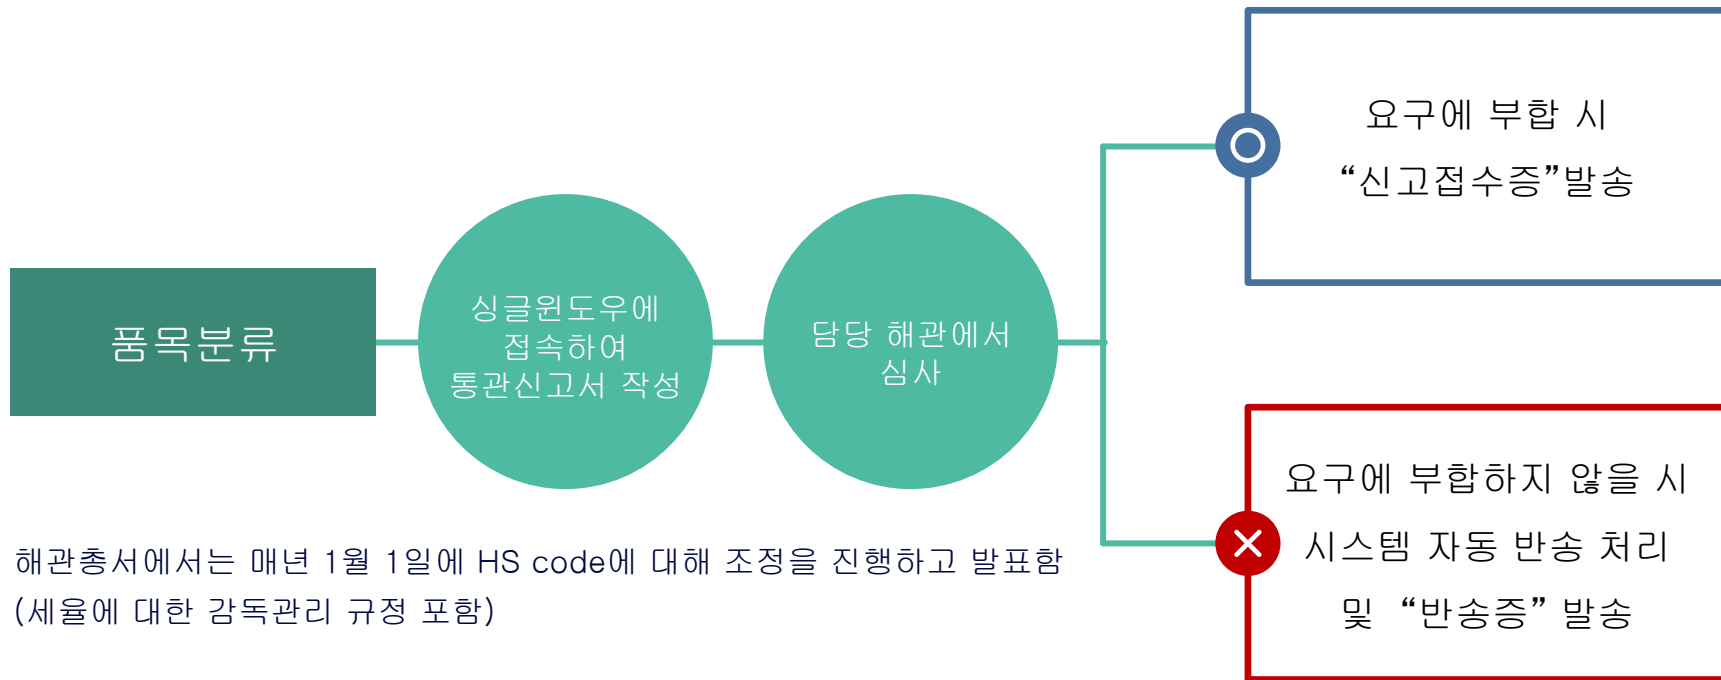 품목분류
싱글윈도우에
접속하여
통관신고서 작성
담당 해관에서
심사
요구에 부합 시
“신고접수증”발송
요구에 부합하지 않을 시
시스템 자동 반송 처리
및 “반송증” 발송
해관총서에서는 매년 1월 1일에 HS code에 대해 조정을 진행하고 발표함
(세율에 대한 감독관리 규정 포함)